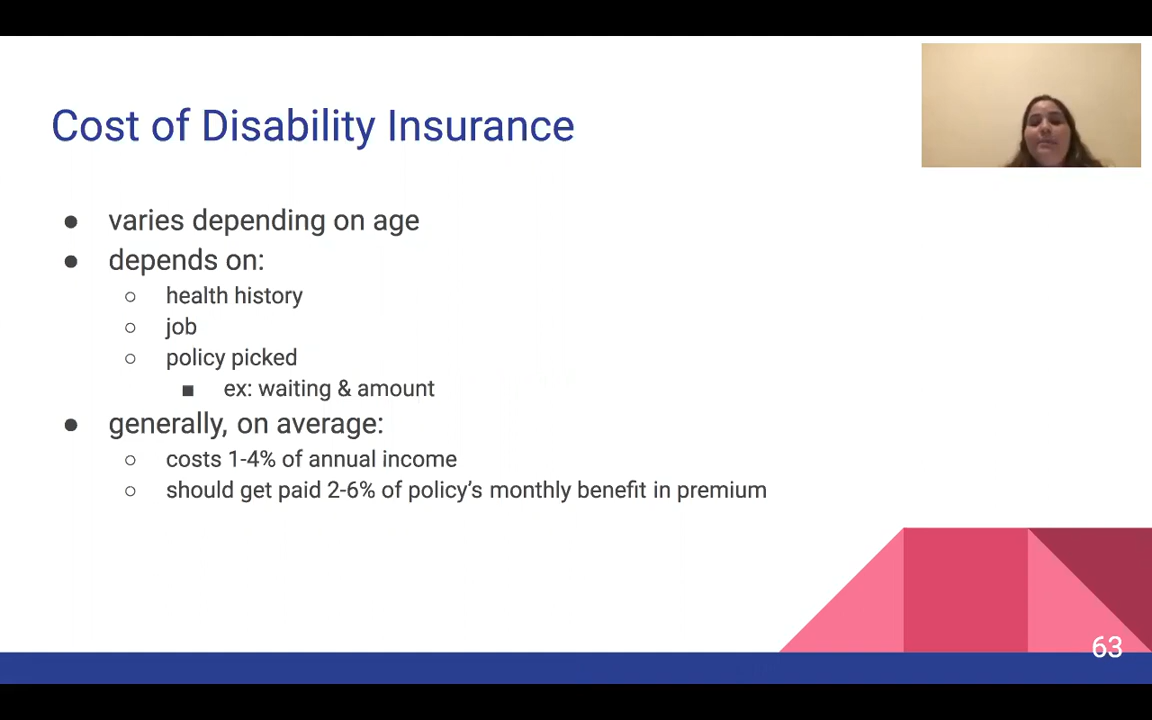 Cost of Disability Insurance
● varies depending on age
● depends on:
○ health history
○ job
○ policy picked
■ ex: waiting & amount
● generally, on average:
○ costs 1-4% of annual income
○ should get paid 2-6% of policy's monthly benefit in premium
63